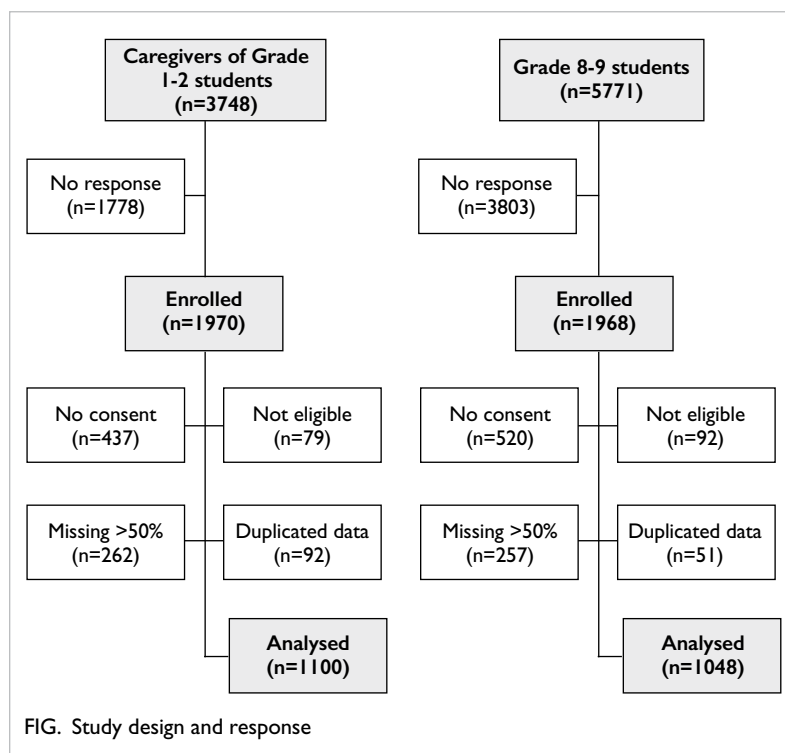 Caregivers of Grade
1-2 students
(n=3748)
No response
(n=1778)
Enrolled
(n=1970)
No consent
(n=437)
Not eligible
(n=79)
Missing >50%
(n=262)
Duplicated data
(n=92)
Analysed
(n=1100)
Grade 8-9 students
(n=5771)
No response
(n=3803)
Enrolled
(n=1968)
No consent
(n=520)
Not eligible
(n=92)
Missing >50%
(n=257)
Duplicated data
(n=51)
Analysed
(n=1048)
FIG. Study design and response